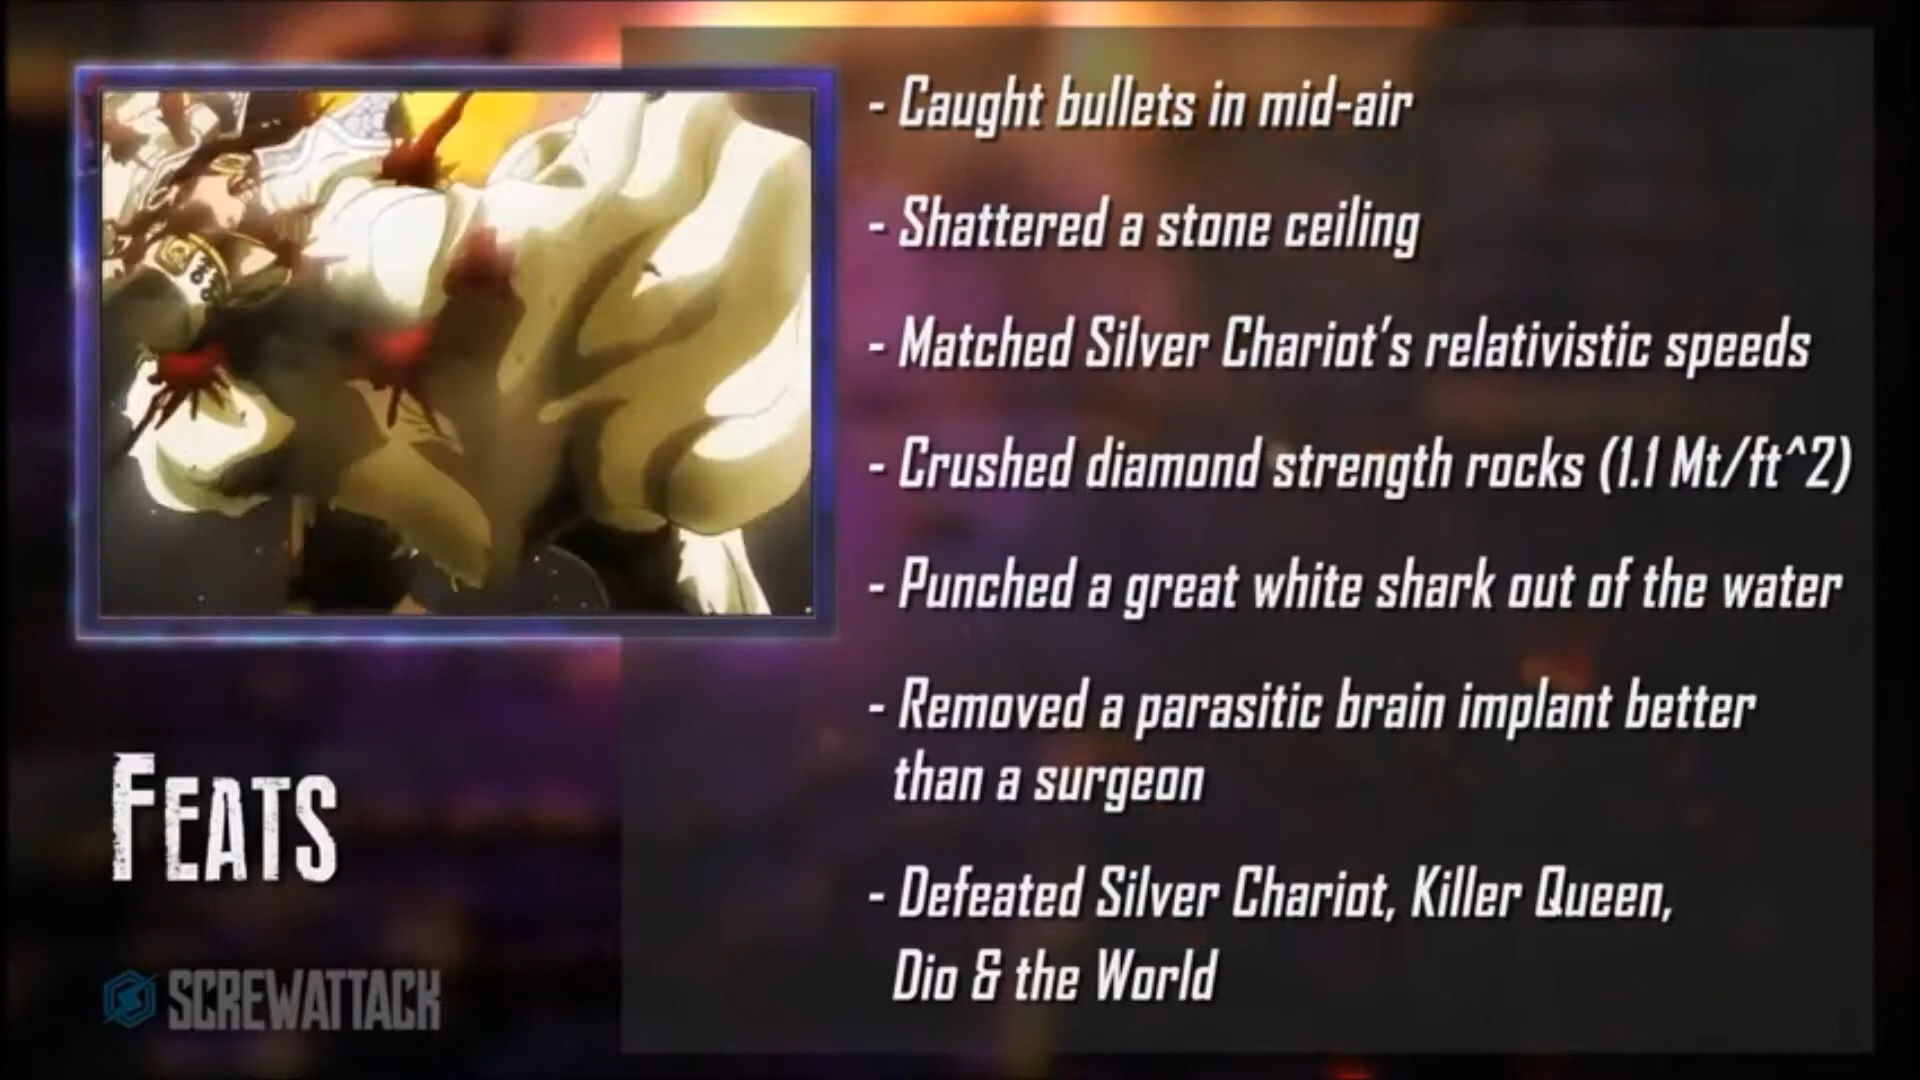 - Caught bullets in mid-air
- Shattered a stone ceiling
- Matched Silver Chariot's relativistic speeds
- Crushed diamond strength rocks (1.1 Mt/ft^2)
- Punched a great white shark out of the water
- Removed a parasitic brain implant better
than a surgeon
- Defeated Silver Chariot, Killer Queen,
Dio & the World
FEATS
SCREWATTACK